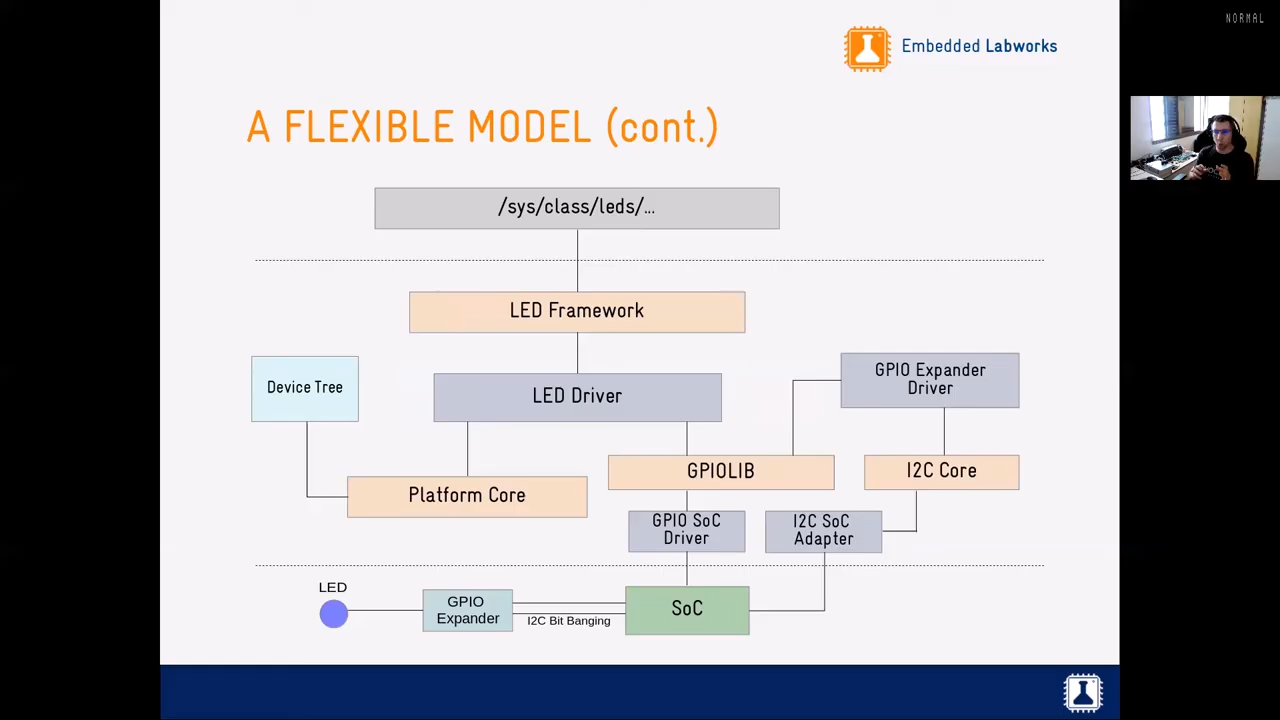 NORMAL
Embedded Labworks
A FLEXIBLE MODEL (cont.)
/sys/class/leds/...
LED Framework
Device Tree
LED Driver
GPIO Expander
Driver
Platform Core
GPIOLIB
I2C Core
GPIO SoC
Driver
I2C SoC
Adapter
LED
GPIO
Expander
I2C Bit Banging
SoC